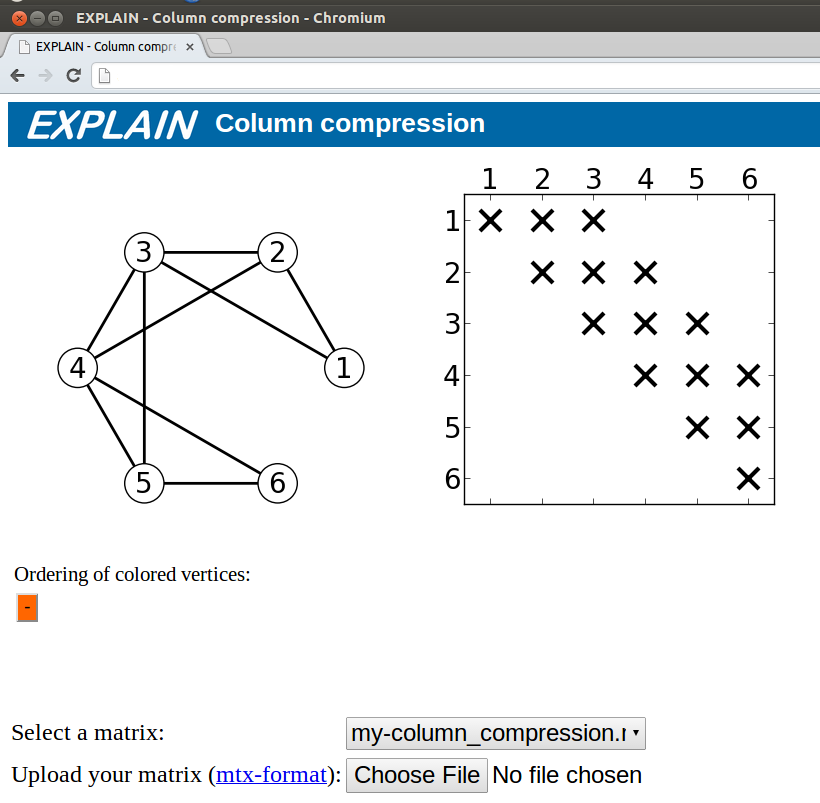 EXPLAIN - Column compression - Chromium
EXPLAIN - Column compre
EXPLAIN Column compression
1 2 3 4 5 6
1
2
3
4
5
6
3 2
4 1
5 6
Ordering of colored vertices:
-
Select a matrix: my-column_compression.r
Upload your matrix (mtx-format): Choose File No file chosen